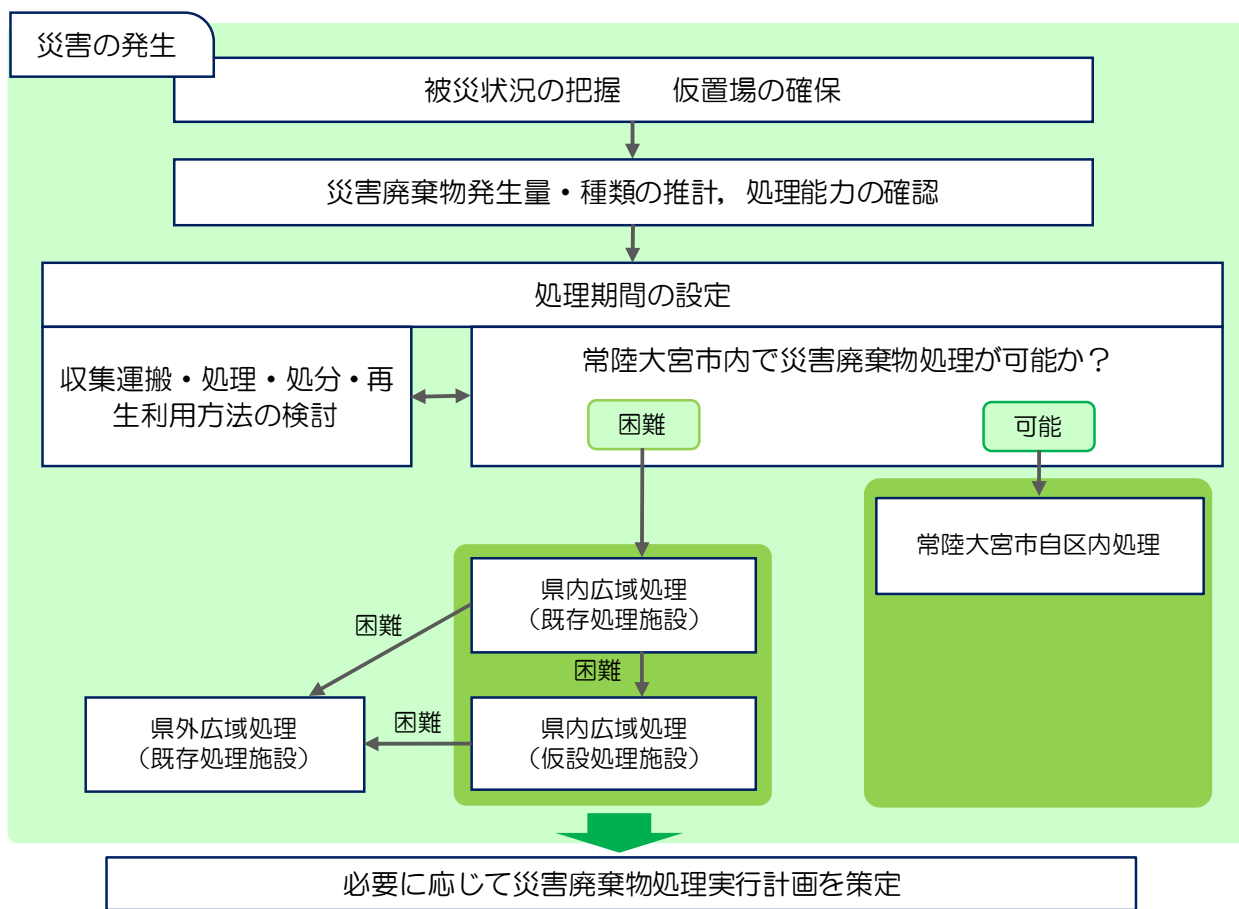 災害の発生
被災状況の把握　　仮置場の確保
災害廃棄物発生量・種類の推計，処理能力の確認
処理期間の設定
収集運搬・処理・処分・再
生利用方法の検討
常陸大宮市内で災害廃棄物処理が可能か？
困難
可能
常陸大宮市自区内処理
県内広域処理
（既存処理施設）
困難
困難
県外広域処理
（既存処理施設）
困難
県内広域処理
（仮設処理施設）
必要に応じて災害廃棄物処理実行計画を策定